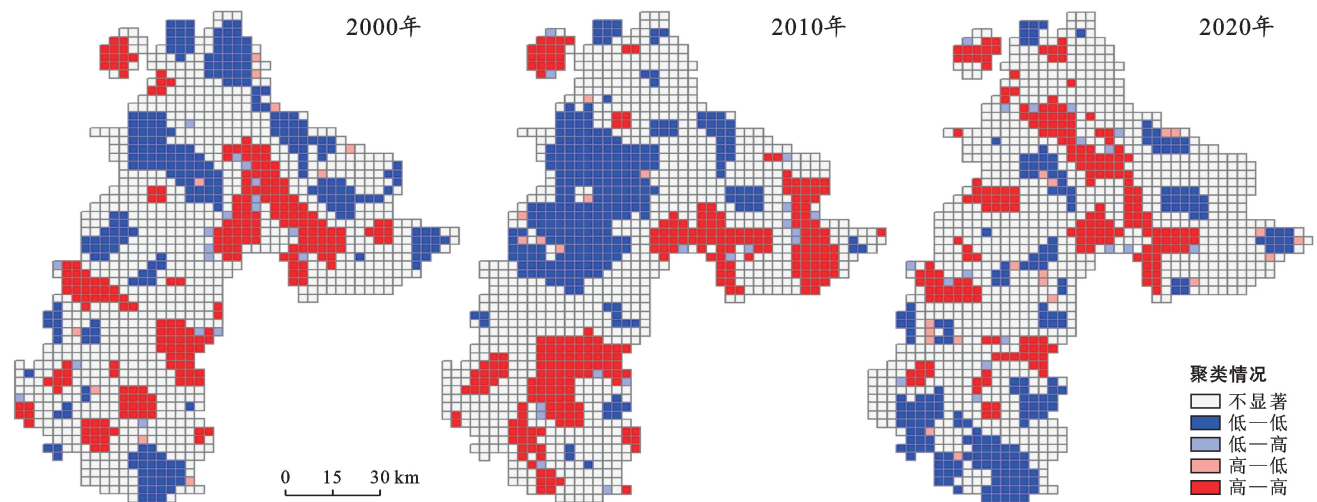 2000年
2010年
2020年
0 15 30 km
聚类情况
不显著
低—低
低—高
高—低
高—高